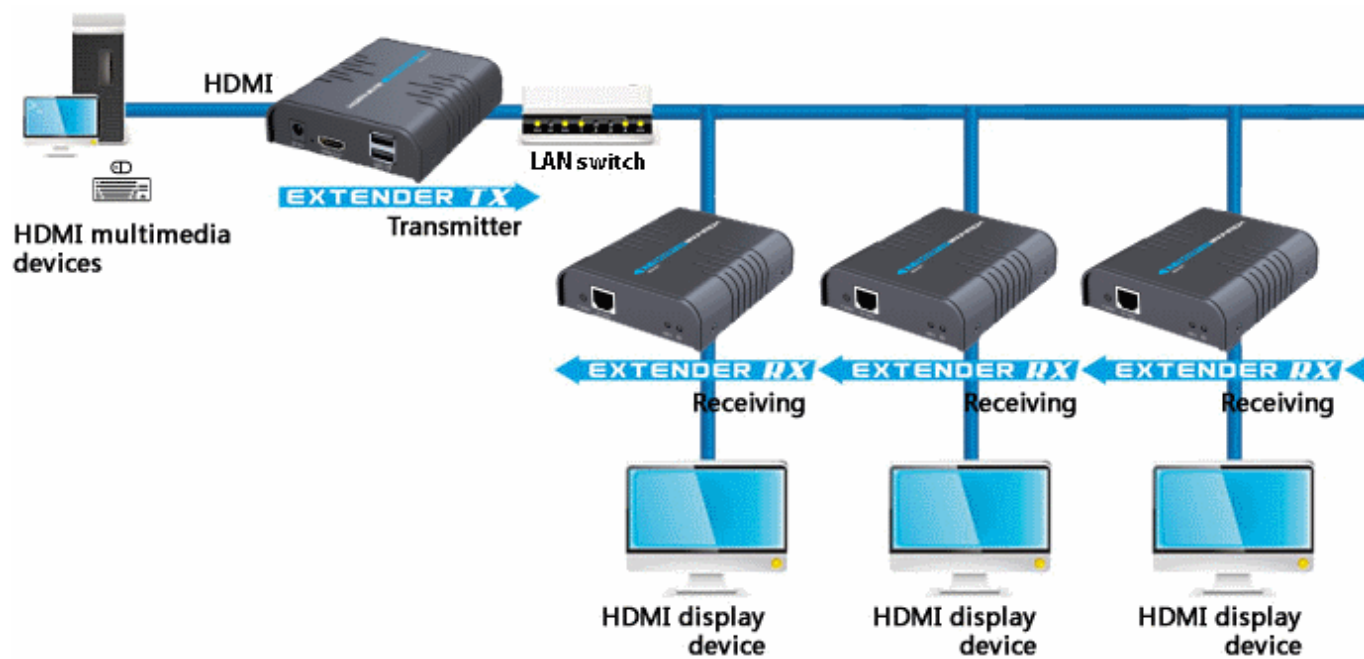 HDMI
LAN switch
EXTENDER TX
Transmitter
HDMI multimedia
devices
EXTENDER RX
EXTENDER RX
EXTENDER RX
Receiving
Receiving
Receiving
HDMI display
device
HDMI display
device
HDMI display
device